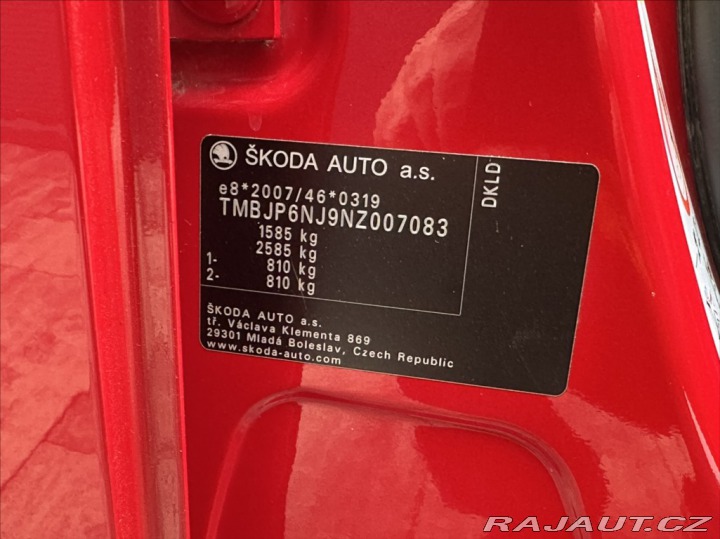 ŠKODA AUTO a.s.
e8*2007/46*0319
TMBJP6NJ9NZ007083
1585 kg
2585 kg
1- 810 kg
2- 810 kg
DKLD
ŠKODA AUTO a.s.
tř. Václava Klementa 869
29301 Mladá Boleslav, Czech Republic
www.skoda-auto.com
RAJAUT.CZ